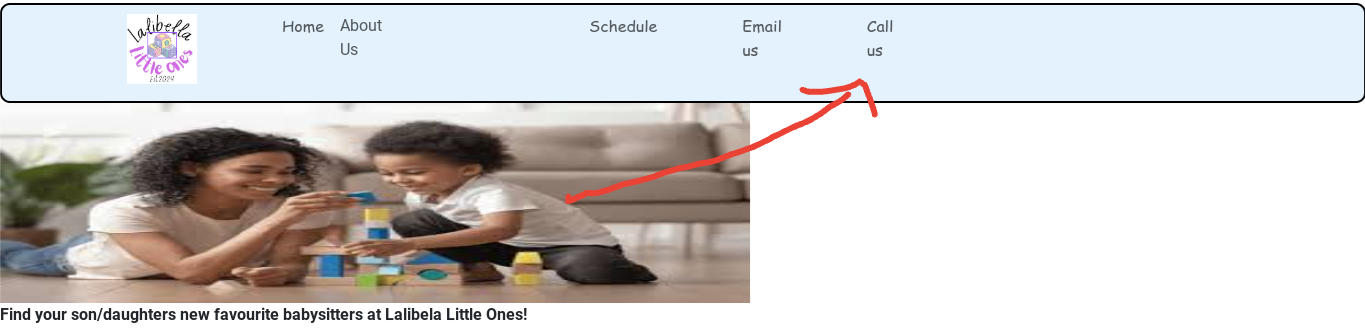 Lalibella
Little Ones
Est.2024
Home
About
Us
Schedule
Email
us
Call
us
Find your son/daughters new favourite babysitters at Lalibela Little Ones!